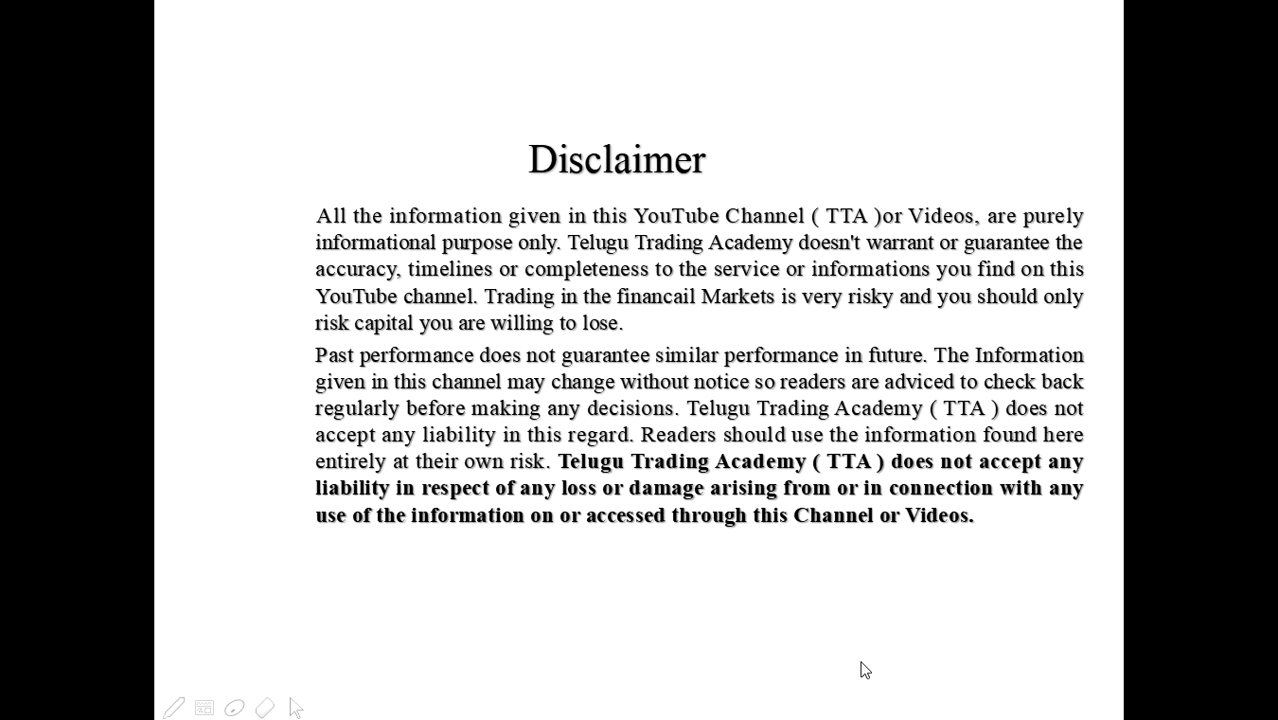 Disclaimer
All the information given in this YouTube Channel ( TTA )or Videos, are purely
informational purpose only. Telugu Trading Academy doesn't warrant or guarantee the
accuracy, timelines or completeness to the service or informations you find on this
YouTube channel. Trading in the financail Markets is very risky and you should only
risk capital you are willing to lose.
Past performance does not guarantee similar performance in future. The Information
given in this channel may change without notice so readers are adviced to check back
regularly before making any decisions. Telugu Trading Academy ( TTA ) does not
accept any liability in this regard. Readers should use the information found here
entirely at their own risk. Telugu Trading Academy ( TTA ) does not accept any
liability in respect of any loss or damage arising from or in connection with any
use of the information on or accessed through this Channel or Videos.